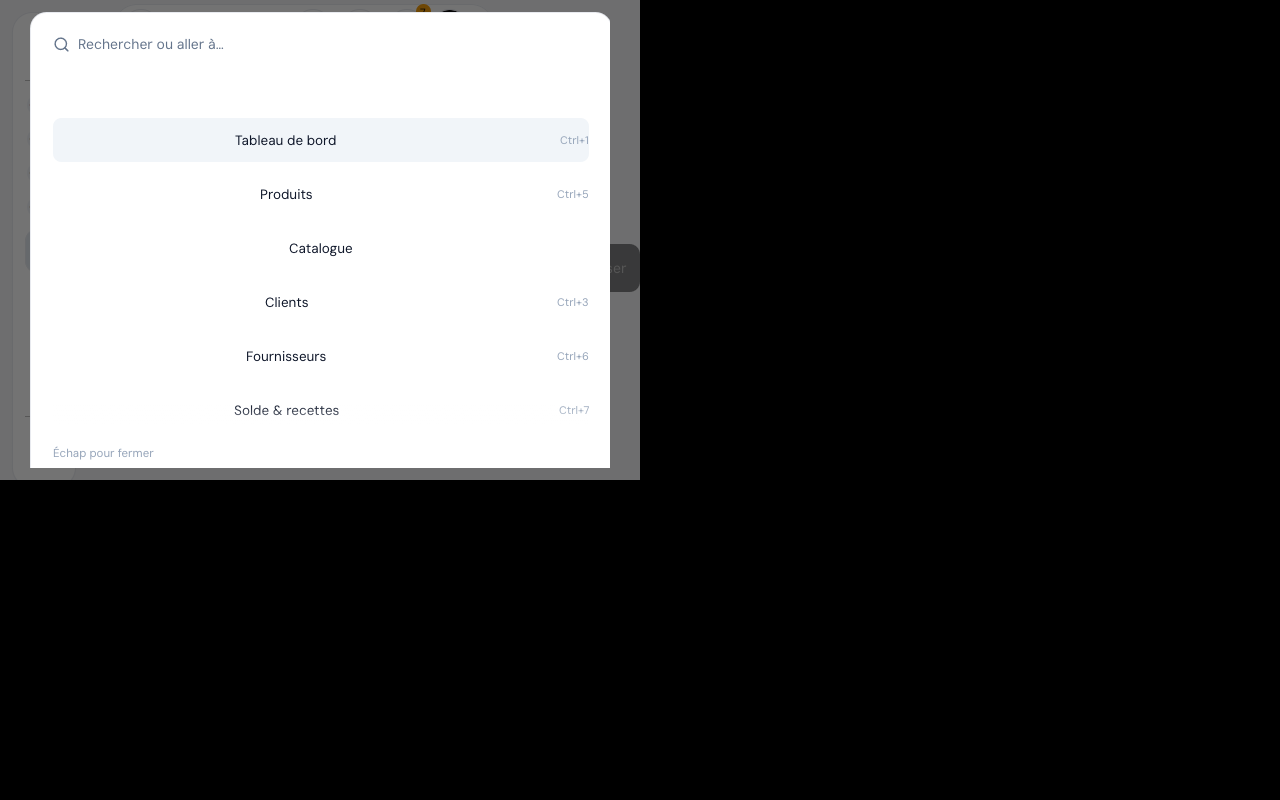 Rechercher ou aller à...
Tableau de bord Ctrl+1
Produits Ctrl+5
Catalogue
Clients Ctrl+3
Fournisseurs Ctrl+6
Solde & recettes Ctrl+7
Échap pour fermer